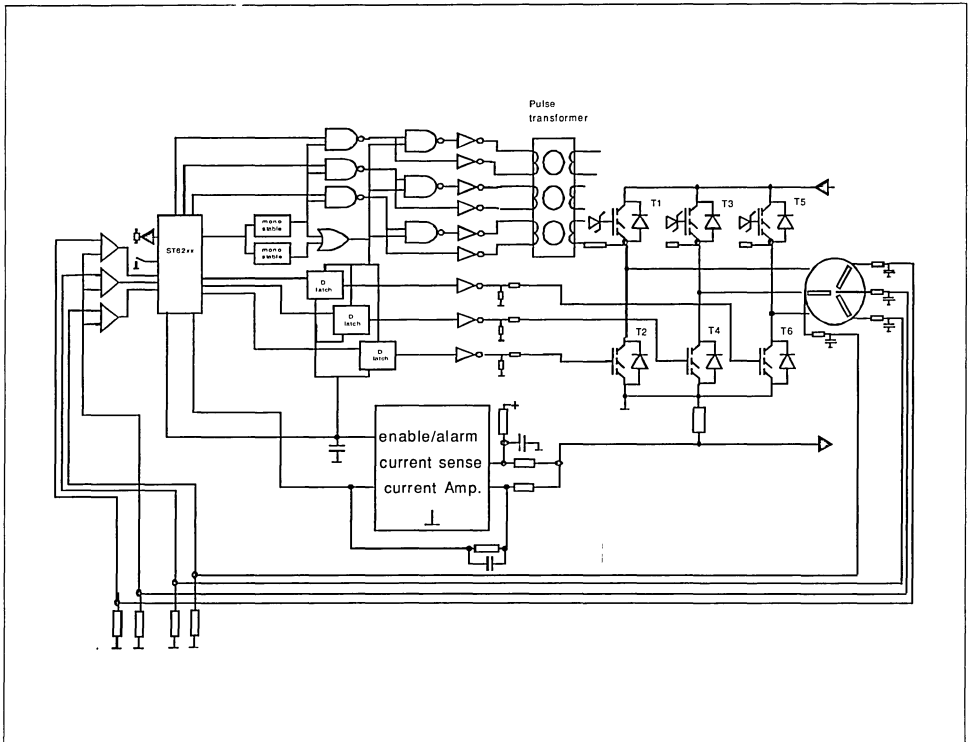 Pulse
transformer
T1
T3
T5
ST62xx
mono
stable
mono
stable
D
latch
D
latch
D
latch
T2
T4
T6
+
enable/alarm
current sense
current Amp.